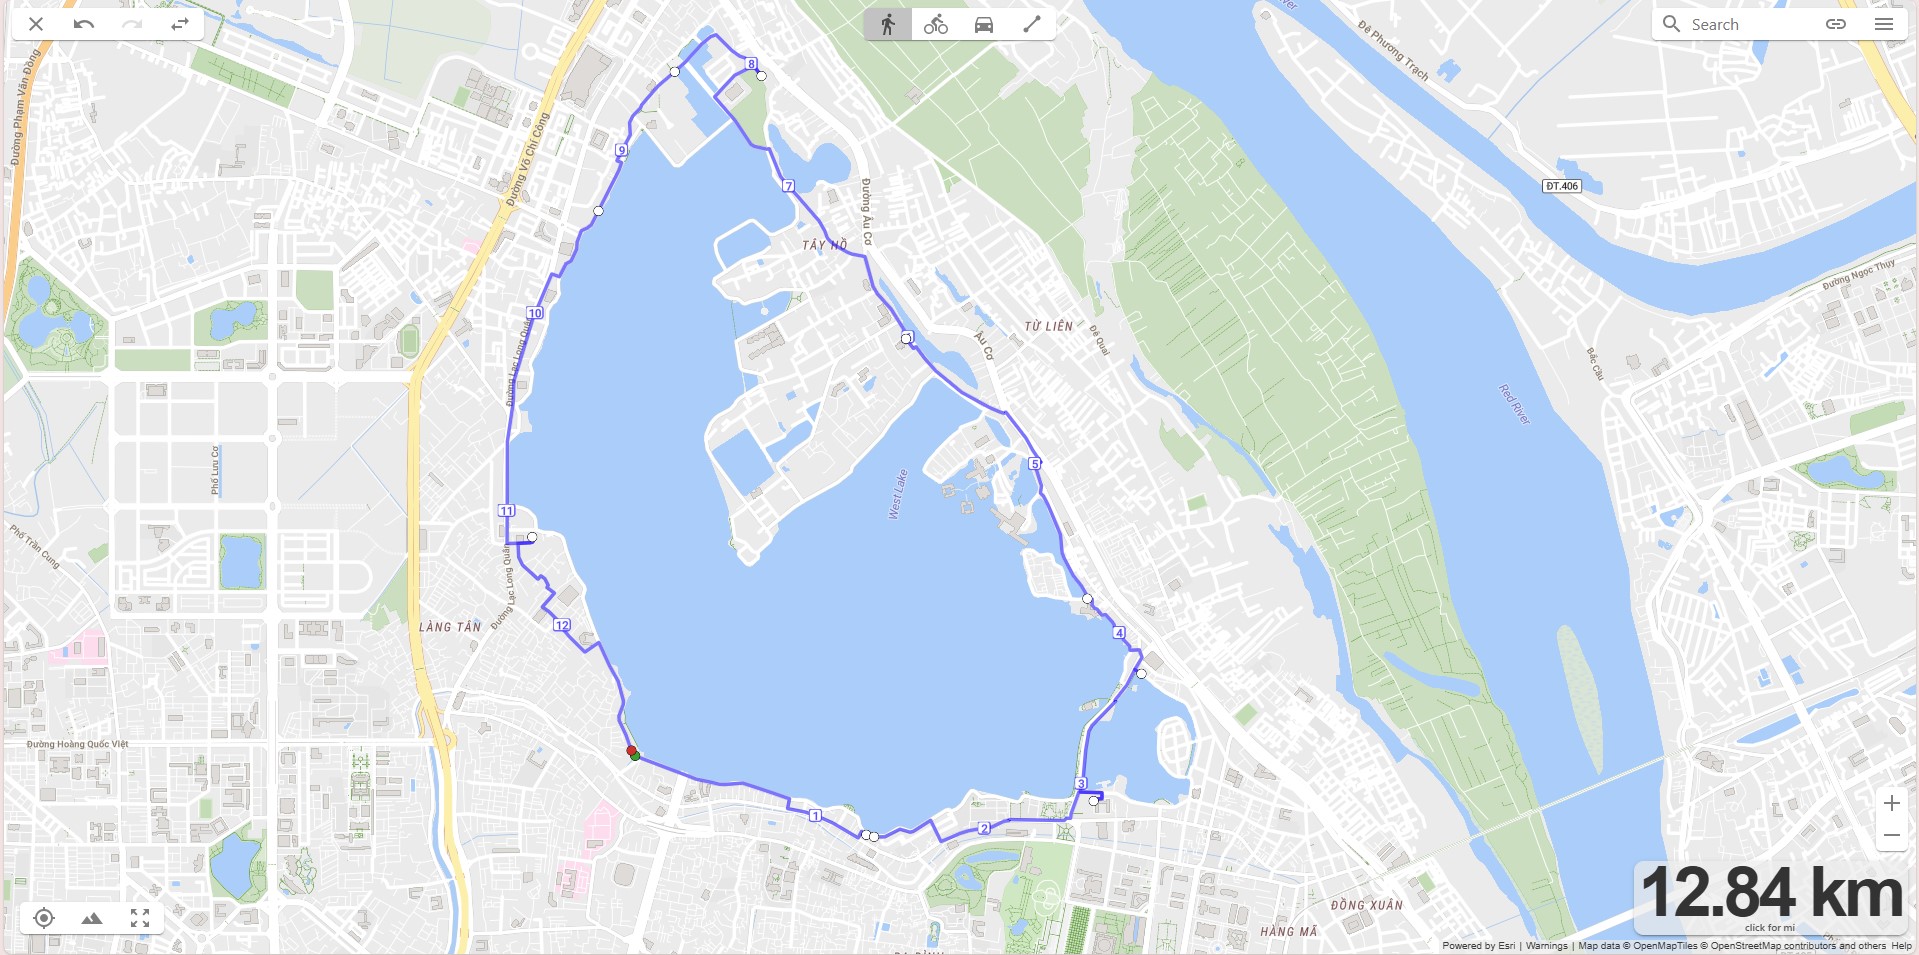 Search
Đường Phạm Văn Đồng
Đường Võ Chí Công
Đê Phương Trạch
8
9
7
ĐT.406
Đường Âu Cơ
TÂY HỒ
Đường Ngọc Thụy
10
TỪ LIÊN
Âu Cơ
Đê Quai
Đường Lạc Long Quân
Bắc Cầu
Red River
Phố Lưu Cơ
5
West Lake
11
Phố Trần Cung
Đường Lạc Long Quân
12
LÀNG TÂN
4
Đường Hoàng Quốc Việt
3
1
2
12.84 km
click for mi
ĐỒNG XUÂN
HÀNG MÃ
Powered by Esri | Warnings | Map data © OpenMapTiles © OpenStreetMap contributors and others Help